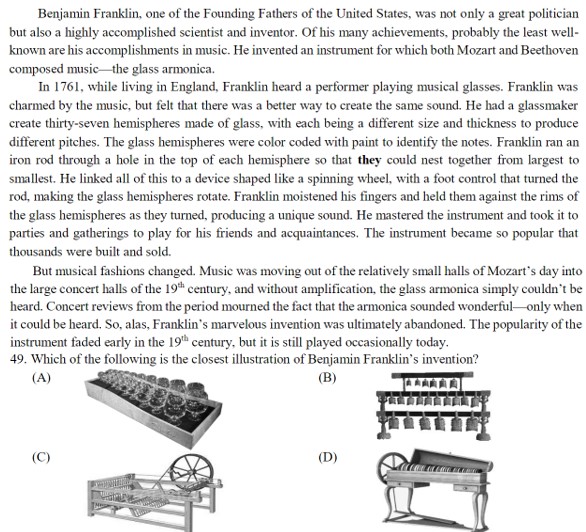 Benjamin Franklin, one of the Founding Fathers of the United States, was not only a great politician
but also a highly accomplished scientist and inventor. Of his many achievements, probably the least well-
known are his accomplishments in music. He invented an instrument for which both Mozart and Beethoven
composed music—the glass armonica.
In 1761, while living in England, Franklin heard a performer playing musical glasses. Franklin was
charmed by the music, but felt that there was a better way to create the same sound. He had a glassmaker
create thirty-seven hemispheres made of glass, with each being a different size and thickness to produce
different pitches. The glass hemispheres were color coded with paint to identify the notes. Franklin ran an
iron rod through a hole in the top of each hemisphere so that they could nest together from largest to
smallest. He linked all of this to a device shaped like a spinning wheel, with a foot control that turned the
rod, making the glass hemispheres rotate. Franklin moistened his fingers and held them against the rims of
the glass hemispheres as they turned, producing a unique sound. He mastered the instrument and took it to
parties and gatherings to play for his friends and acquaintances. The instrument became so popular that
thousands were built and sold.
But musical fashions changed. Music was moving out of the relatively small halls of Mozart's day into
the large concert halls of the 19th century, and without amplification, the glass armonica simply couldn't be
heard. Concert reviews from the period mourned the fact that the armonica sounded wonderful—only when
it could be heard. So, alas, Franklin's marvelous invention was ultimately abandoned. The popularity of the
instrument faded early in the 19th century, but it is still played occasionally today.
49. Which of the following is the closest illustration of Benjamin Franklin's invention?
(A) (B)
(C) (D)